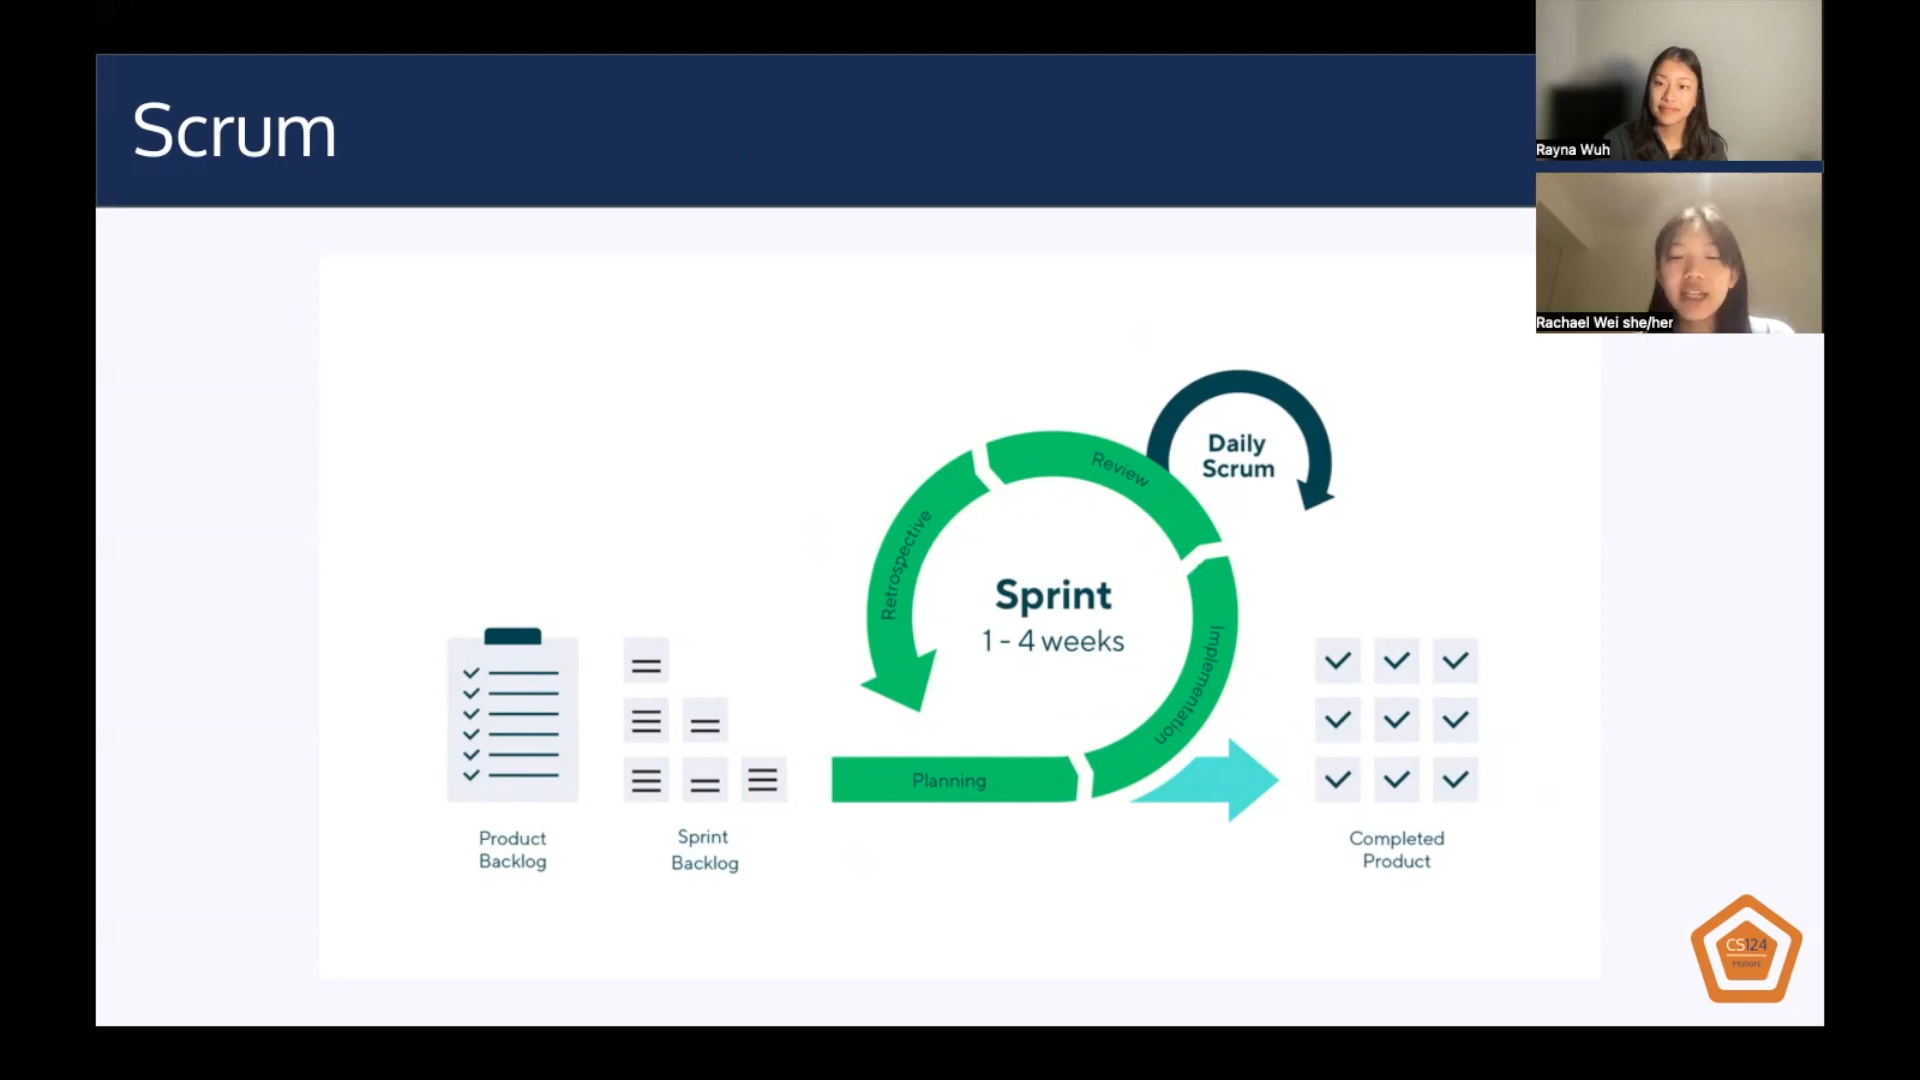 Scrum
Rayna Wuh
Rachael Wei she/her
Daily
Scrum
Review
Retrospective
Sprint
1 - 4 weeks
Implementation
Planning
Product
Backlog
Sprint
Backlog
Completed
Product
CS124
Honors